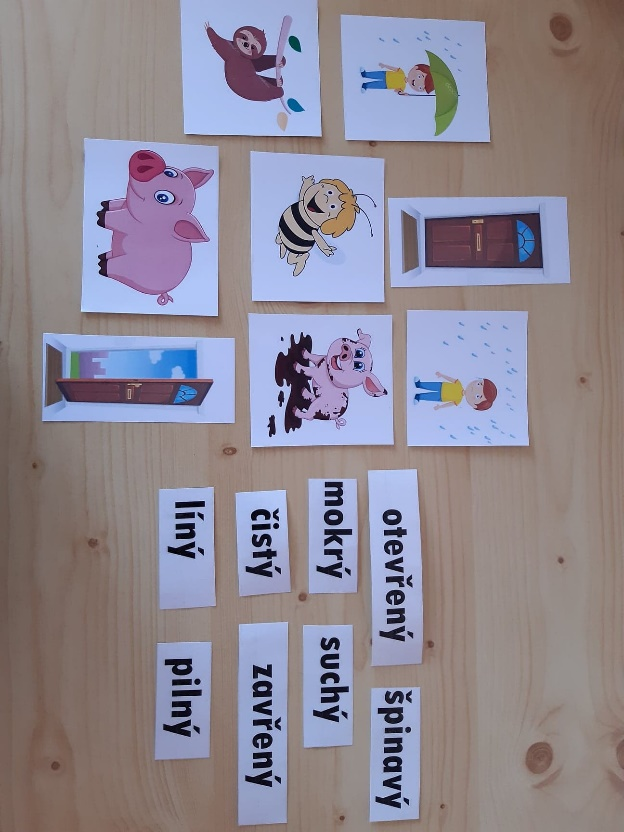 otevřený
špinavý
mokrý
suchý
čistý
zavřený
líný
pilný